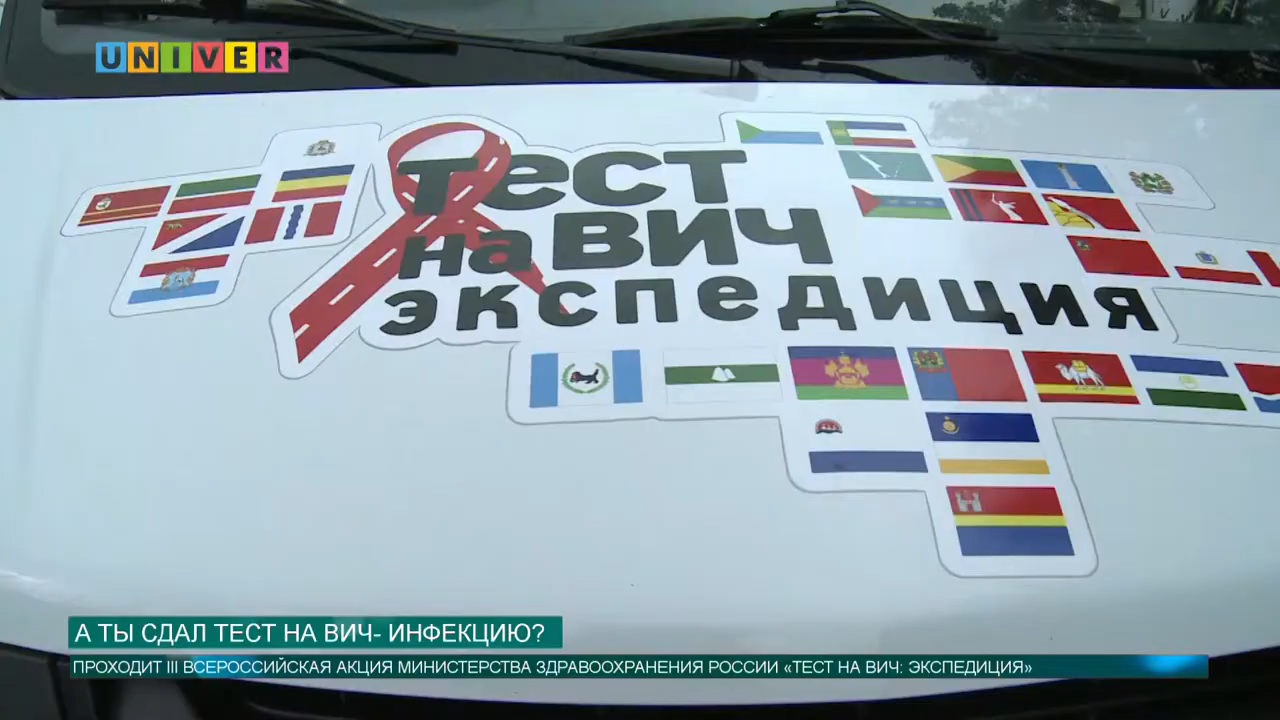 UNIVER
тест
на ВИЧ
экспедиция
А ТЫ СДАЛ ТЕСТ НА ВИЧ- ИНФЕКЦИЮ?
ПРОХОДИТ III ВСЕРОССИЙСКАЯ АКЦИЯ МИНИСТЕРСТВА ЗДРАВООХРАНЕНИЯ РОССИИ «ТЕСТ НА ВИЧ: ЭКСПЕДИЦИЯ»